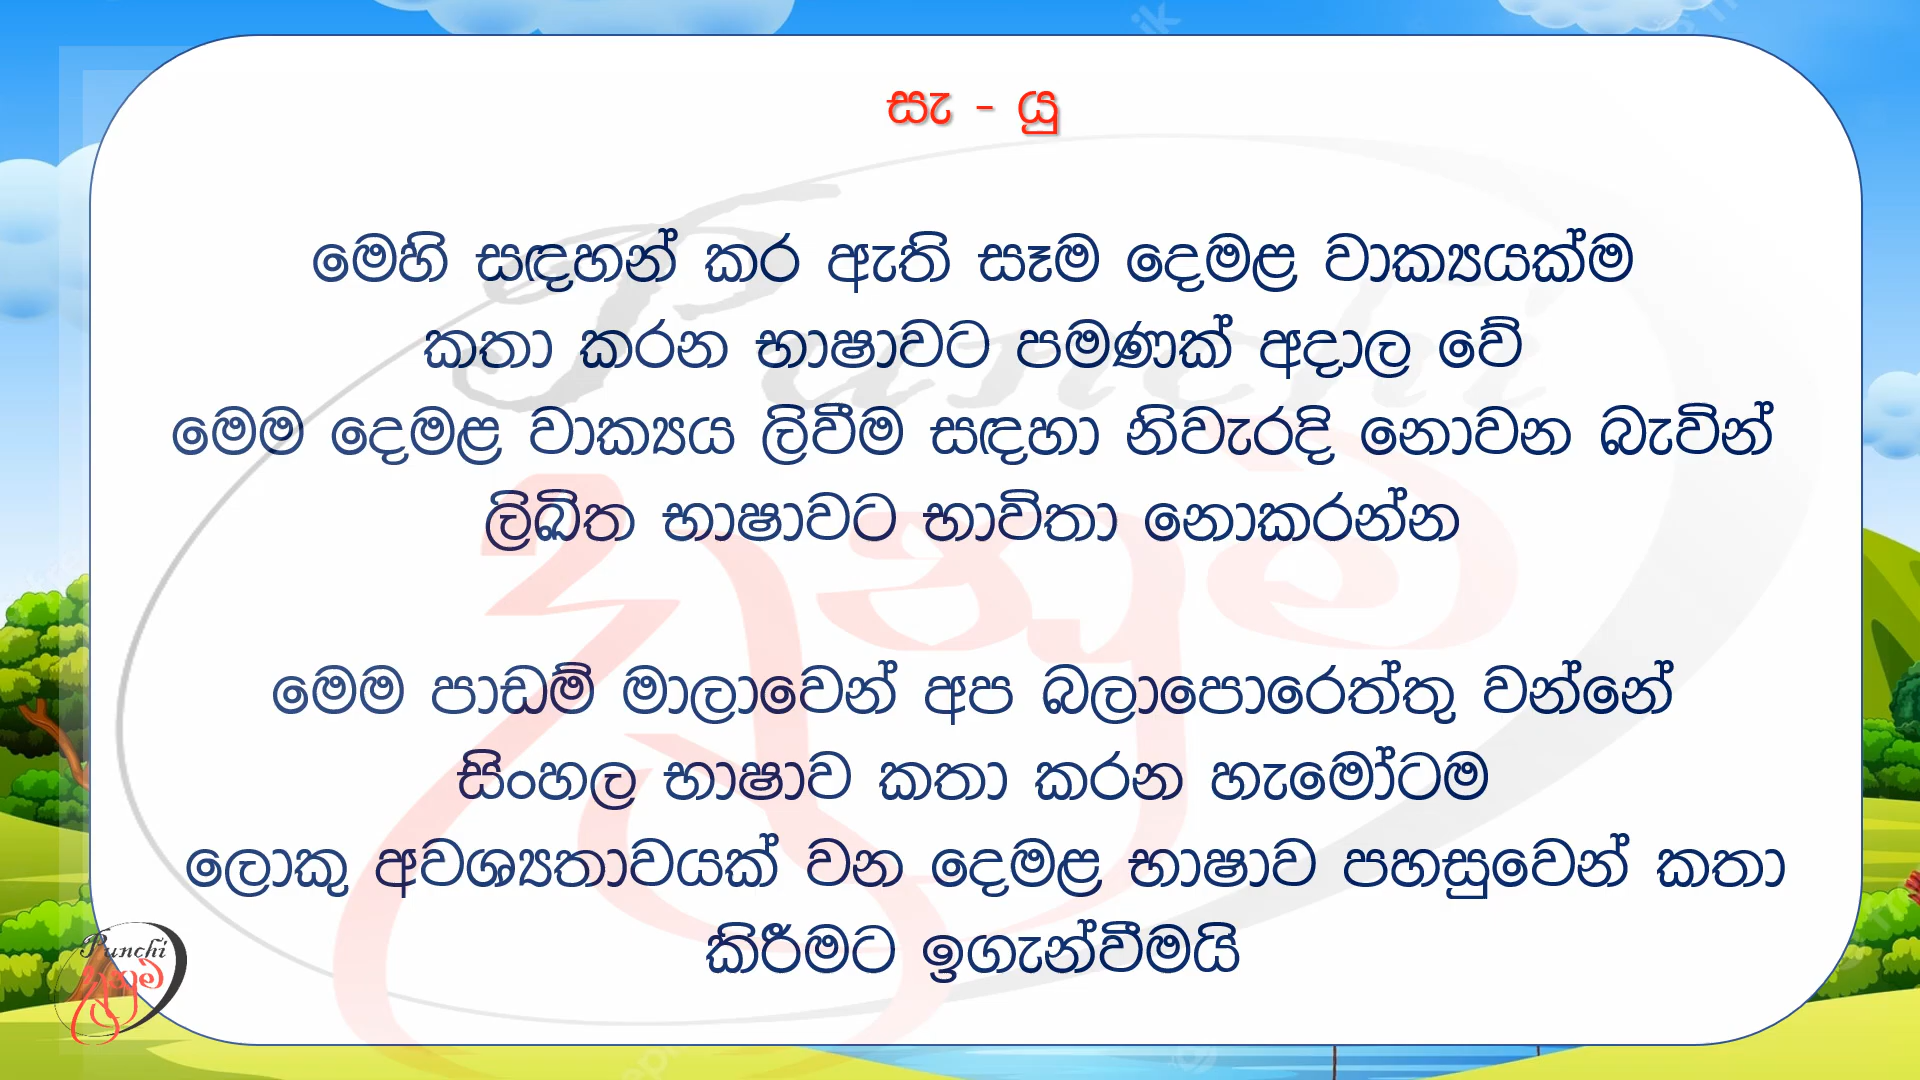 සැ - යු
මෙහි සඳහන් කර ඇති සෑම දෙමළ වාක්‍යයක්ම
කතා කරන භාෂාවට පමණක් අදාල වේ
මෙම දෙමළ වාක්‍යය ලිවීම සඳහා නිවැරදි නොවන බැවින්
ලිඛිත භාෂාවට භාවිතා නොකරන්න
මෙම පාඩම් මාලාවෙන් අප බලාපොරෙත්තු වන්නේ
සිංහල භාෂාව කතා කරන හැමෝටම
ලොකු අවශ්‍යතාවයක් වන දෙමළ භාෂාව පහසුවෙන් කතා
කිරීමට ඉගැන්වීමයි
Punchi